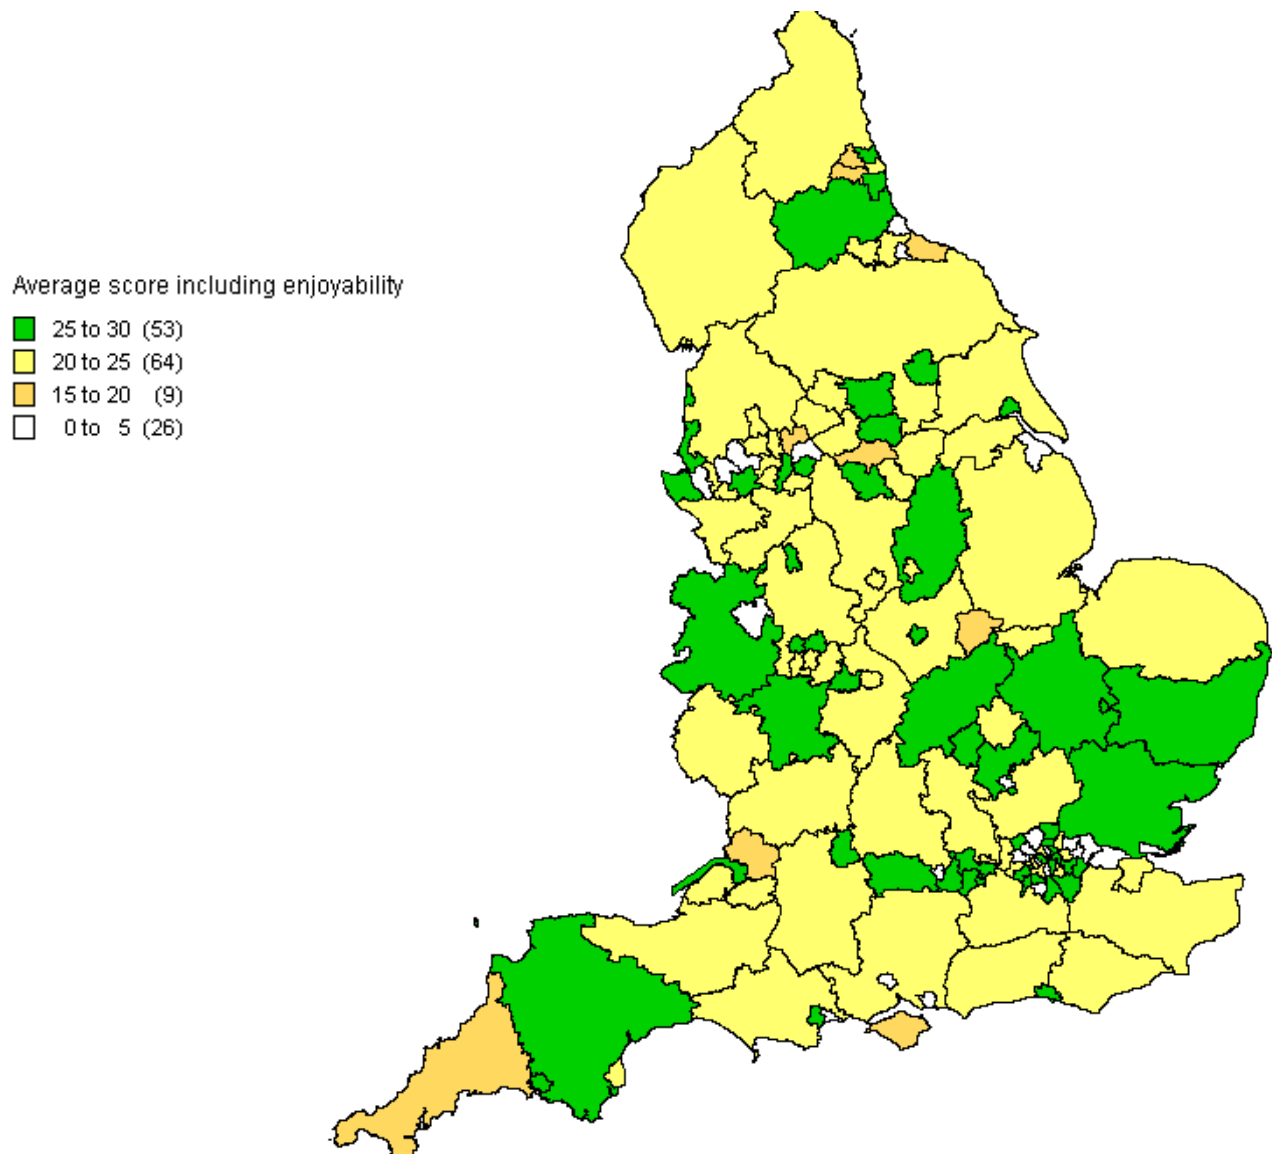 Average score including enjoyability
25 to 30 (53)
20 to 25 (64)
15 to 20 (9)
0 to 5 (26)